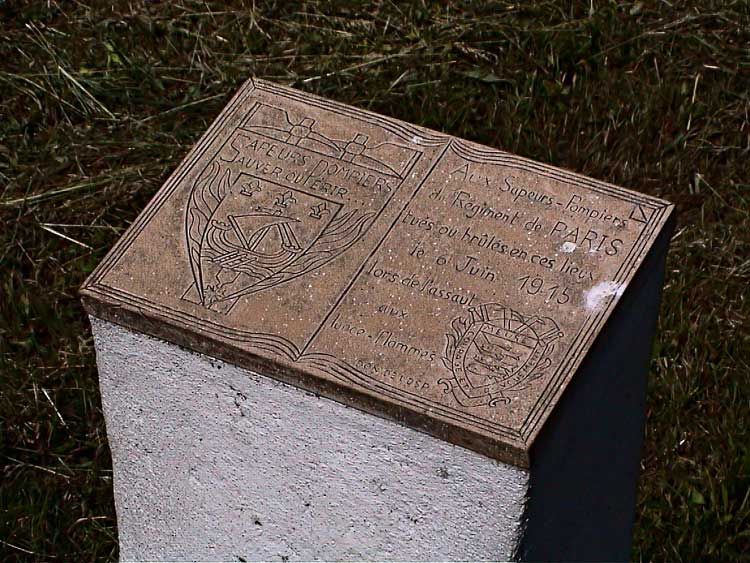 SAPEURS POMPIERS
SAUVER OU PÉRIR...
Aux Sapeurs-Pompiers
du Régiment de PARIS
tués ou brûlés en ces lieux
le 6 Juin 1915
lors de l'assaut
aux
lance-flammes